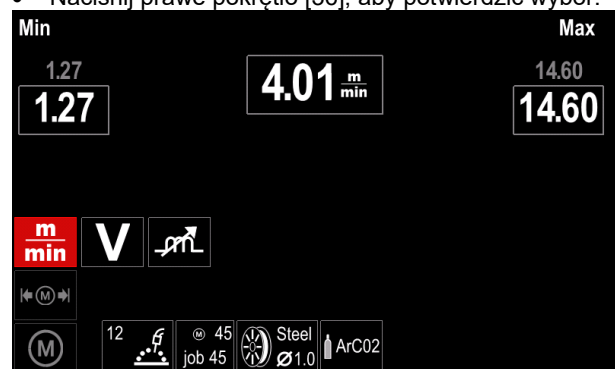 • Naciśnij prawe pokrętło [36], aby potwierdzić wybór.
Min Max
1.27 14.60
1.27 4.01 m/min 14.60
m/min V
M
M 12 M 45 job 45 Steel Ø1.0 ArC02